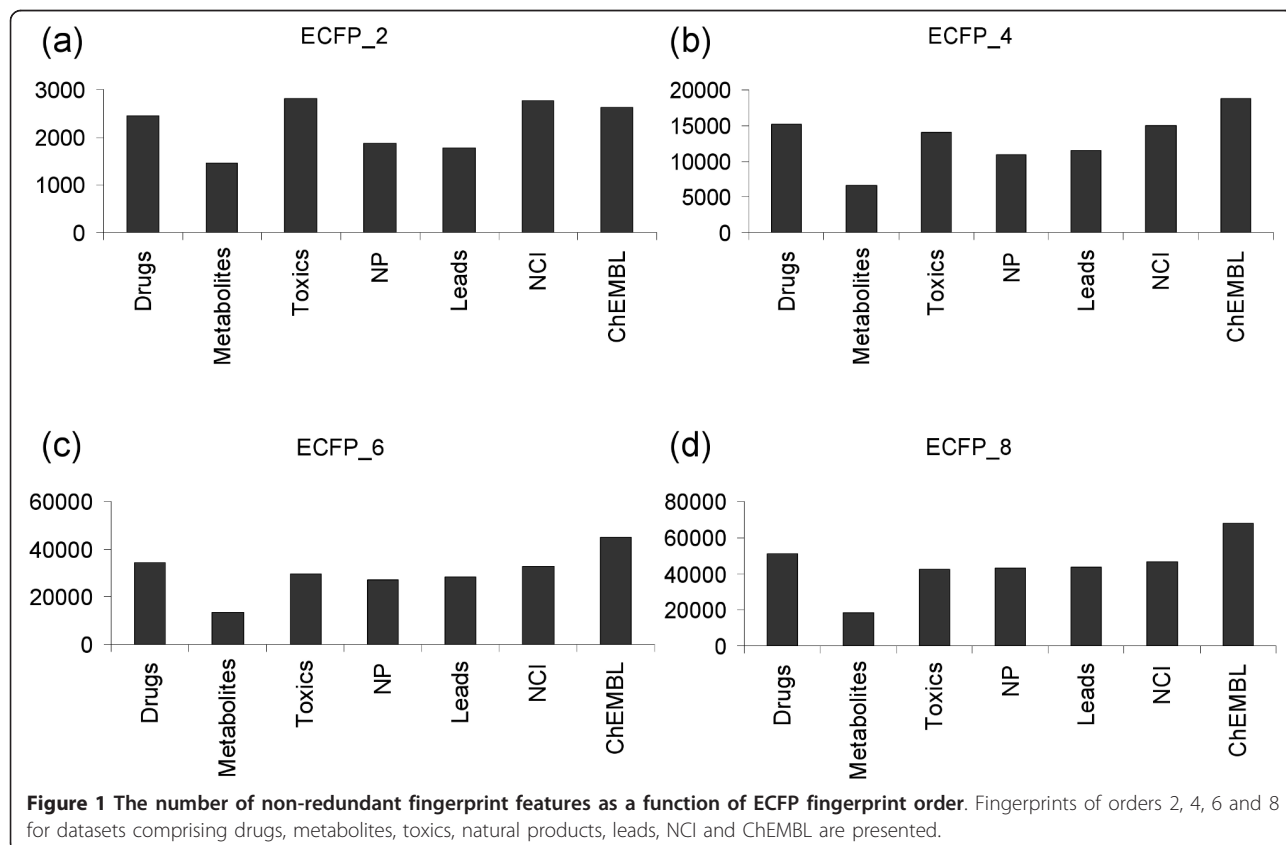 (a)
ECFP_2
3000
2000
1000
0
Drugs
Metabolites
Toxics
NP
Leads
NCI
ChEMBL
(b)
ECFP_4
20000
15000
10000
5000
0
Drugs
Metabolites
Toxics
NP
Leads
NCI
ChEMBL
(c)
ECFP_6
60000
40000
20000
0
Drugs
Metabolites
Toxics
NP
Leads
NCI
ChEMBL
(d)
ECFP_8
80000
60000
40000
20000
0
Drugs
Metabolites
Toxics
NP
Leads
NCI
ChEMBL
Figure 1 The number of non-redundant fingerprint features as a function of ECFP fingerprint order. Fingerprints of orders 2, 4, 6 and 8
for datasets comprising drugs, metabolites, toxics, natural products, leads, NCI and ChEMBL are presented.